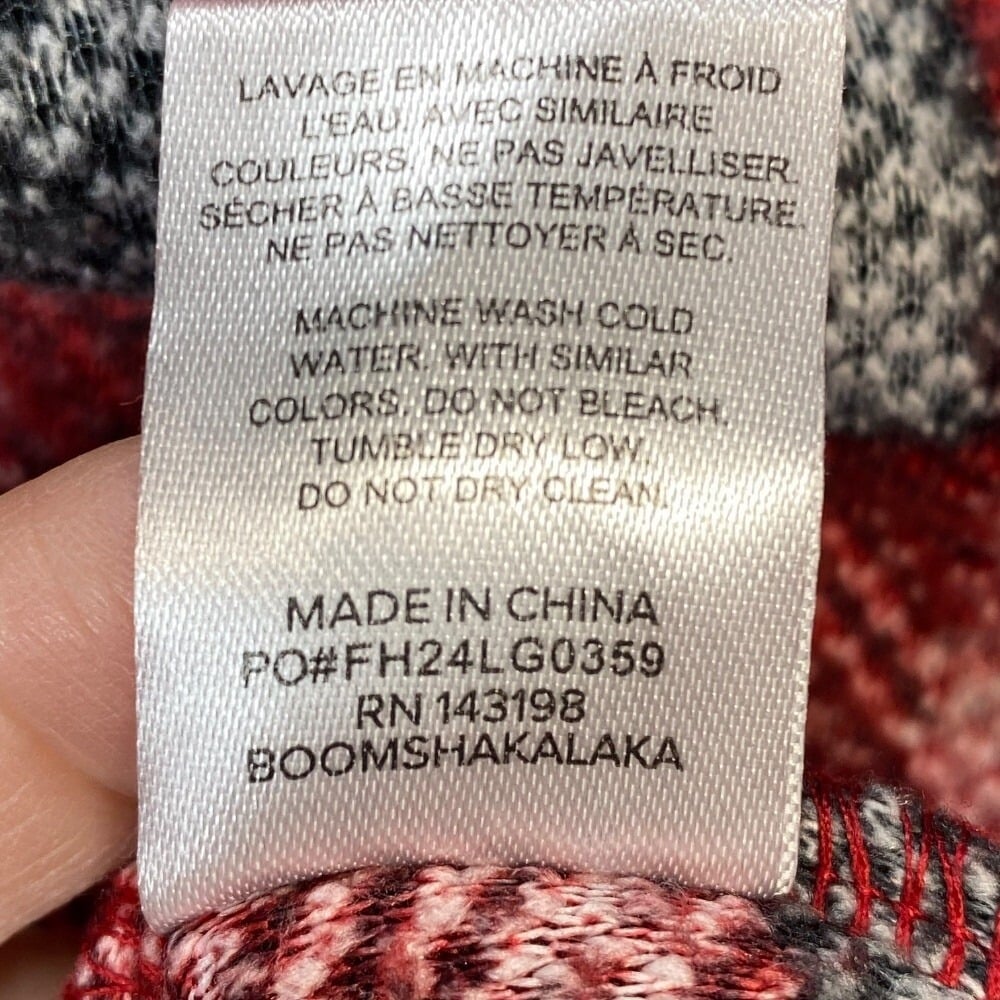 LAVAGE EN MACHINE À FROID
L'EAU. AVEC SIMILAIRE
COULEURS. NE PAS JAVELLISER.
SÉCHER À BASSE TEMPÉRATURE.
NE PAS NETTOYER À SEC.
MACHINE WASH COLD
WATER. WITH SIMILAR
COLORS. DO NOT BLEACH.
TUMBLE DRY LOW.
DO NOT DRY CLEAN.
MADE IN CHINA
PO#FH24LG0359
RN 143198
BOOMSHAKALAKA